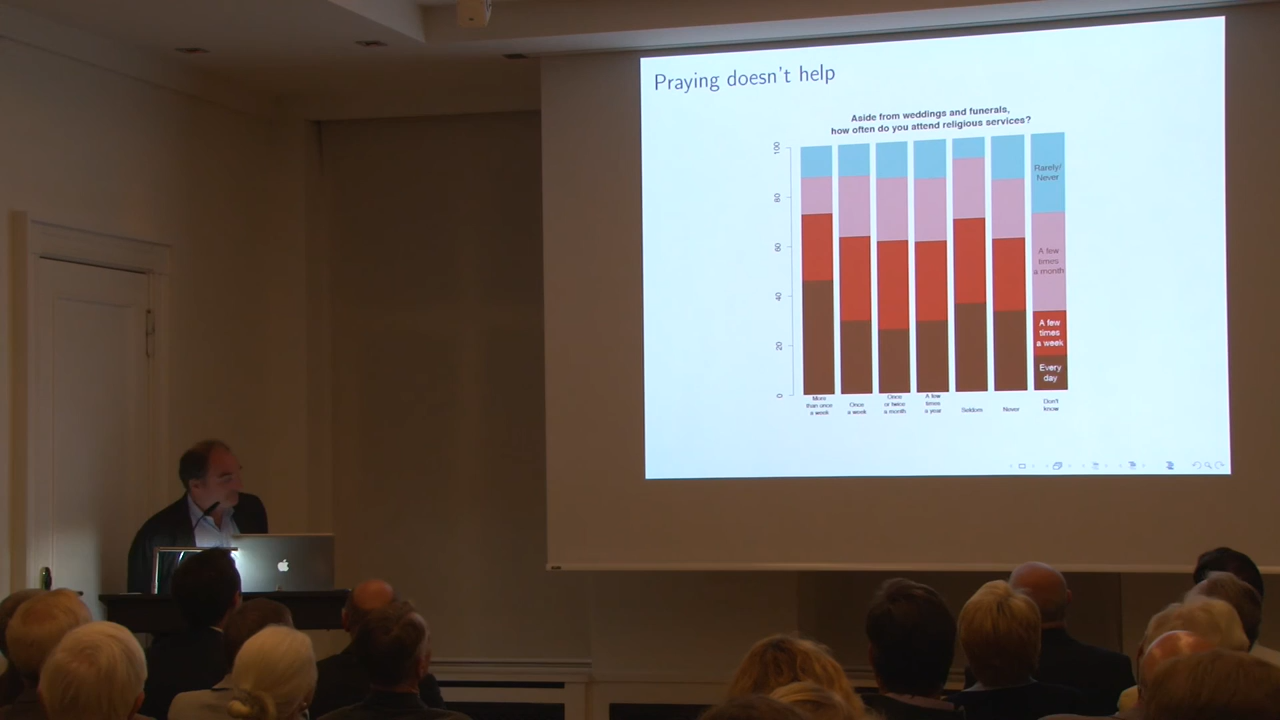 Praying doesn't help
Aside from weddings and funerals,
how often do you attend religious services?
100
80
60
40
20
0
Rarely/
Never
A few
times
a month
A few
times
a week
Every
day
More
than once
a week
Once
a week
Once
or twice
a month
A few
times
a year
Seldom
Never
Don't
know